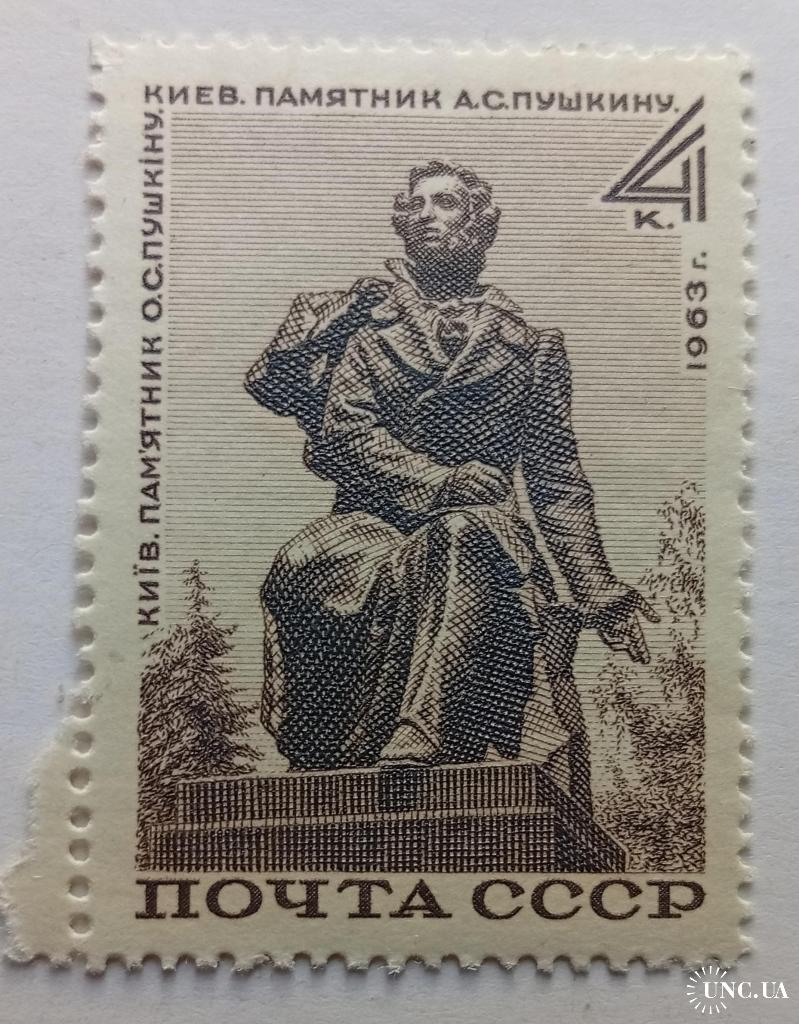 КИЕВ. ПАМЯТНИК А.С.ПУШКИНУ.
КИЇВ. ПАМ'ЯТНИК О.С.ПУШКІНУ.
4
К.
1963 г.
ПОЧТА СССР
UNC.UA